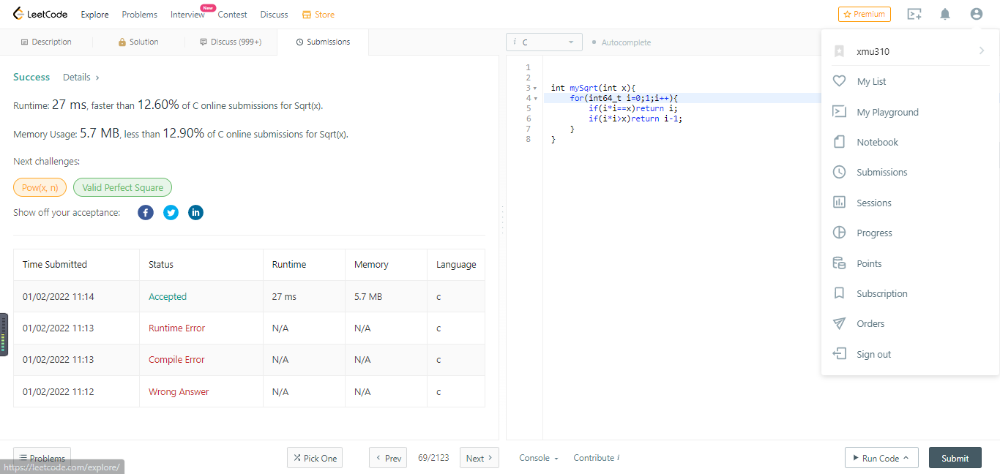 LeetCode Explore Problems Interview New Contest Discuss Store Premium
Description Solution Discuss (999+) Submissions
i C Autocomplete
Success Details ›
Runtime: 27 ms, faster than 12.60% of C online submissions for Sqrt(x).
Memory Usage: 5.7 MB, less than 12.90% of C online submissions for Sqrt(x).
Next challenges:
Pow(x, n) Valid Perfect Square
Show off your acceptance: f in
Time Submitted Status Runtime Memory Language
01/02/2022 11:14 Accepted 27 ms 5.7 MB c
01/02/2022 11:13 Runtime Error N/A N/A c
01/02/2022 11:13 Compile Error N/A N/A c
01/02/2022 11:12 Wrong Answer N/A N/A c
1
2
3 int mySqrt(int x){
4 for(int64_t i=0;1;i++){
5 if(i*i==x)return i;
6 if(i*i>x)return i-1;
7 }
8 }
xmu310
My List
My Playground
Notebook
Submissions
Sessions
Progress
Points
Subscription
Orders
Sign out
Problems Pick One ‹ Prev 69/2123 Next › Console Contribute i Run Code Submit
https://leetcode.com/explore/